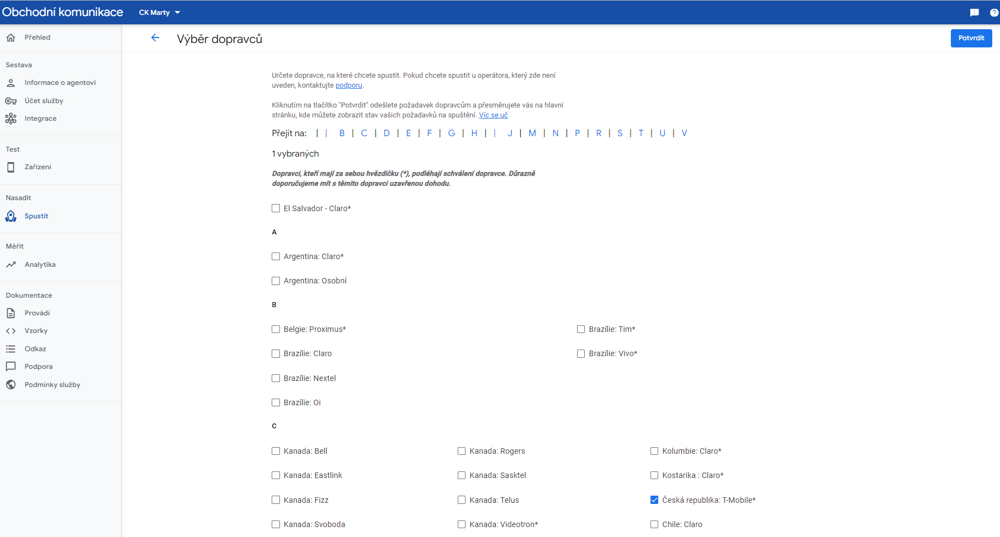 Obchodní komunikace
CK Marty
Přehled
Sestava
Informace o agentovi
Účet služby
Integrace
Test
Zařízení
Nasadit
Spustit
Měřit
Analytika
Dokumentace
Provádí
Vzorky
Odkaz
Podpora
Podmínky služby
Výběr dopravců
Potvrdit
Určete dopravce, na které chcete spustit. Pokud chcete spustit u operátora, který zde není
uveden, kontaktujte podporu.
Kliknutím na tlačítko "Potvrdit" odešlete požadavek dopravcům a přesměrujete vás na hlavní
stránku, kde můžete zobrazit stav vašich požadavků na spuštění. Víc se uč
Přejít na: | | B | C | D | E | F | G | H | | J | M | N | P | R | S | T | U | V
1 vybraných
Dopravci, kteří mají za sebou hvězdičku (*), podléhají schválení dopravce. Důrazně
doporučujeme mít s těmito dopravci uzavřenou dohodu.
El Salvador - Claro*
A
Argentina: Claro*
Argentina: Osobní
B
Belgie: Proximus*
Brazílie: Tim*
Brazílie: Claro
Brazílie: Vivo*
Brazílie: Nextel
Brazílie: Oi
C
Kanada: Bell
Kanada: Rogers
Kolumbie: Claro*
Kanada: Eastlink
Kanada: Sasktel
Kostarika : Claro*
Kanada: Fizz
Kanada: Telus
Česká republika: T-Mobile*
Kanada: Svoboda
Kanada: Videotron*
Chile: Claro